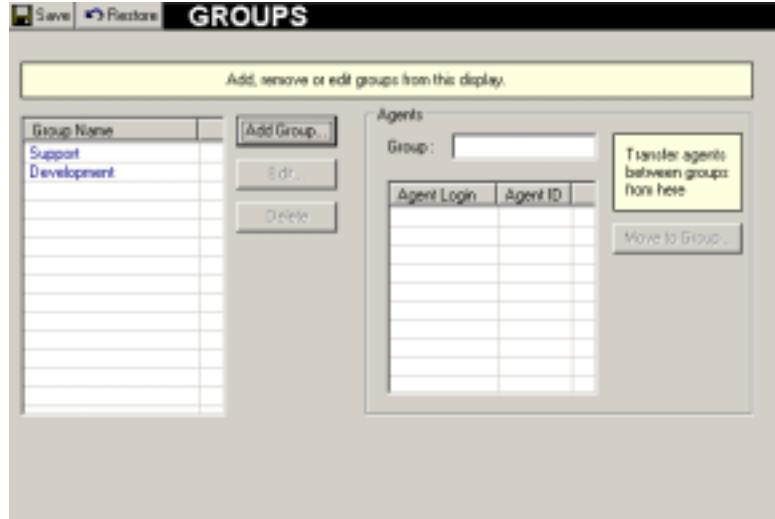 Save Restore GROUPS
Add, remove or edit groups from this display.
Group Name
Support
Development
Add Group...
Edit...
Delete
Agents
Group:
Agent Login Agent ID
Transfer agents
between groups
from here
Move to Group...